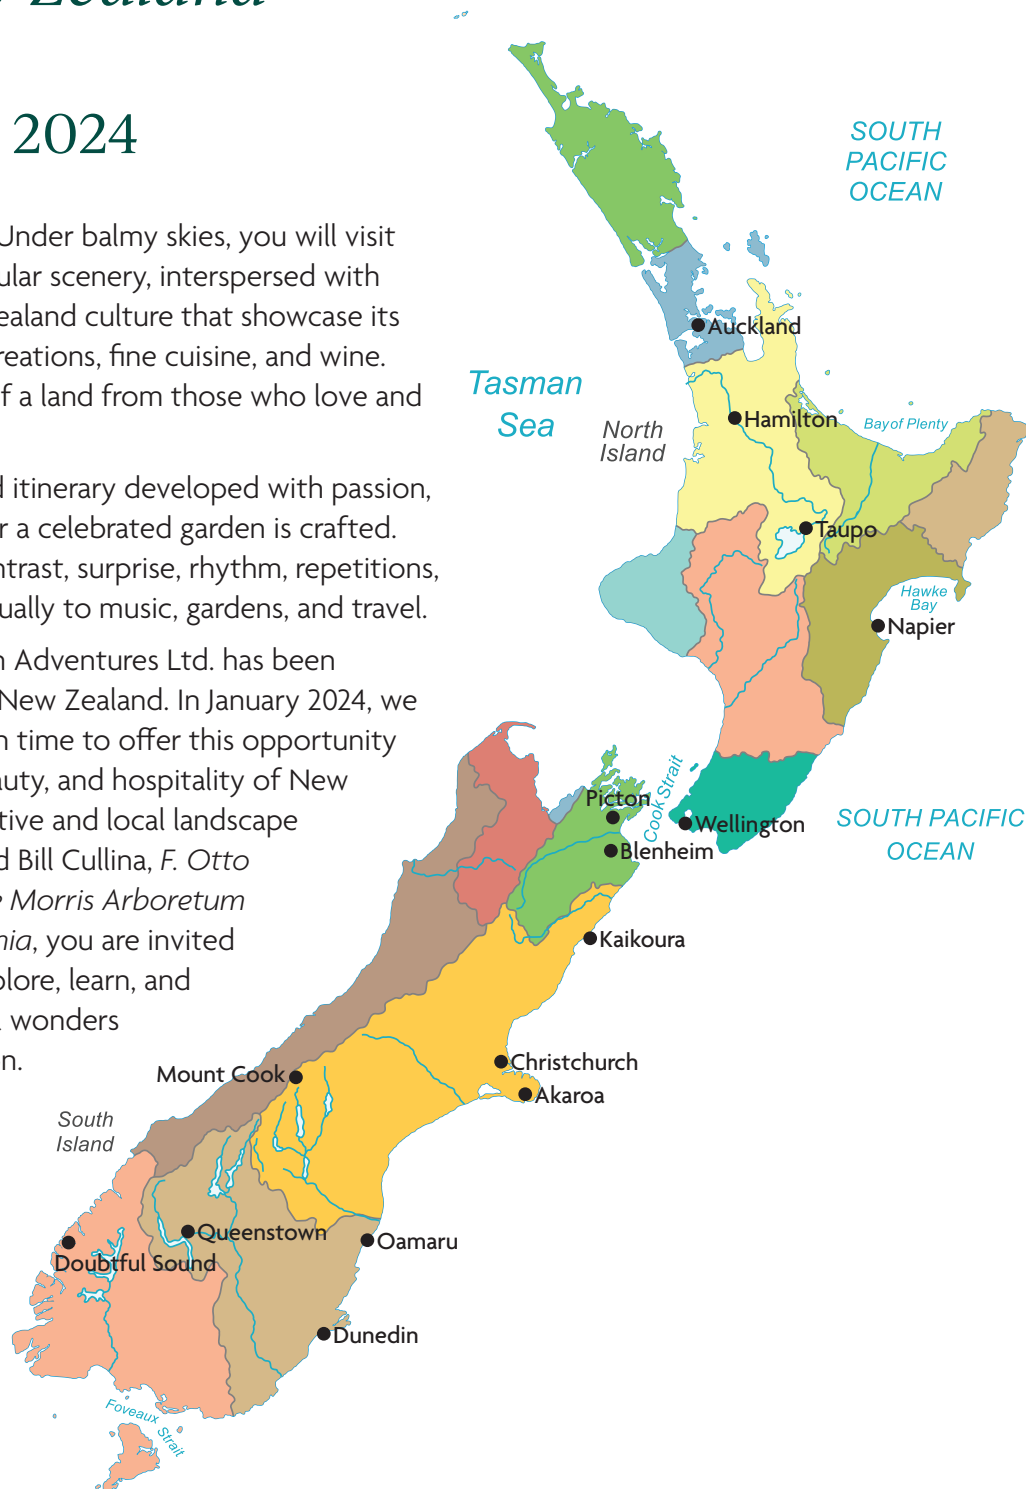 Zealand
2024
Under balmy skies, you will visit
ular scenery, interspersed with
ealand culture that showcase its
reations, fine cuisine, and wine.
f a land from those who love and
d itinerary developed with passion,
r a celebrated garden is crafted.
ntrast, surprise, rhythm, repetitions,
ually to music, gardens, and travel.
n Adventures Ltd. has been
New Zealand. In January 2024, we
n time to offer this opportunity
auty, and hospitality of New
tive and local landscape
d Bill Cullina, F. Otto
e Morris Arboretum
nia, you are invited
plore, learn, and
l wonders
n.
SOUTH
PACIFIC
OCEAN
Auckland
Tasman
Sea
North
Island
Hamilton
Bay of Plenty
Taupo
Hawke
Bay
Napier
Picton
Cook Strait
Wellington
SOUTH PACIFIC
OCEAN
Blenheim
Kaikoura
Christchurch
Mount Cook
Akaroa
South
Island
Queenstown
Oamaru
Doubtful Sound
Dunedin
Foveaux
Strait